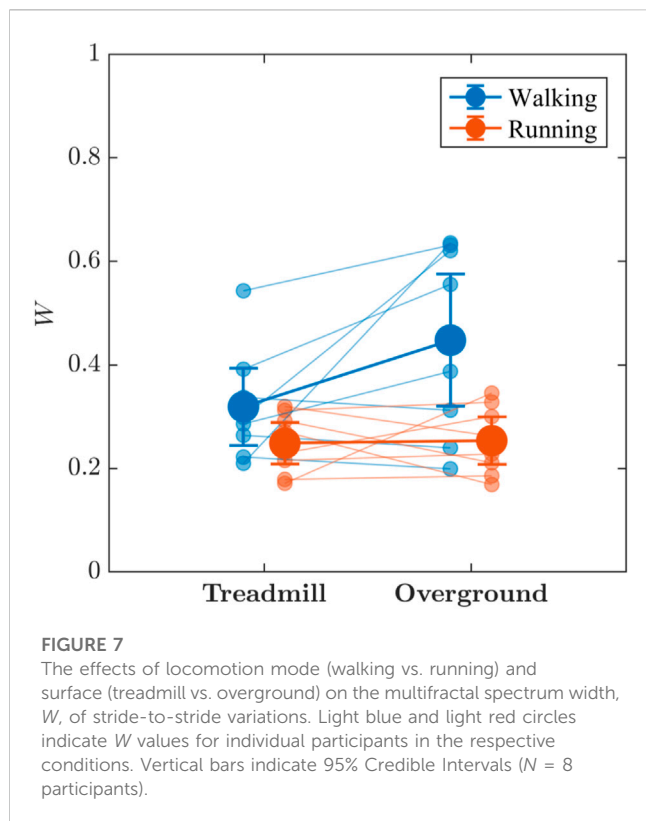 1
Walking
Running
0.8
0.6
W
0.4
0.2
0
Treadmill Overground
FIGURE 7
The effects of locomotion mode (walking vs. running) and
surface (treadmill vs. overground) on the multifractal spectrum width,
W, of stride-to-stride variations. Light blue and light red circles
indicate W values for individual participants in the respective
conditions. Vertical bars indicate 95% Credible Intervals (N = 8
participants).